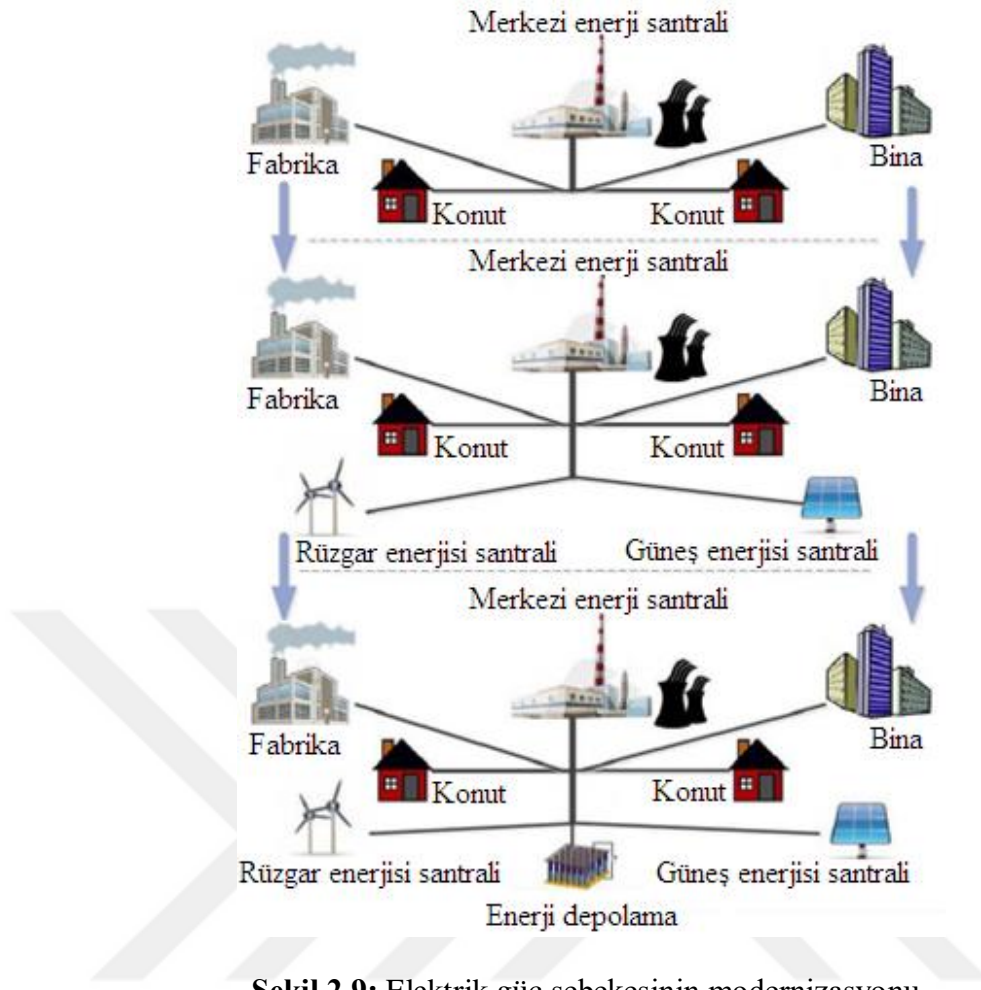 Merkezi enerji santrali
Fabrika
Bina
Konut
Konut
Merkezi enerji santrali
Fabrika
Bina
Konut
Konut
Rüzgar enerjisi santrali
Güneş enerjisi santrali
Merkezi enerji santrali
Fabrika
Bina
Konut
Konut
Rüzgar enerjisi santrali
Güneş enerjisi santrali
Enerji depolama
Şekil 2.9: Elektrik güç şebekesinin modernizasyonu